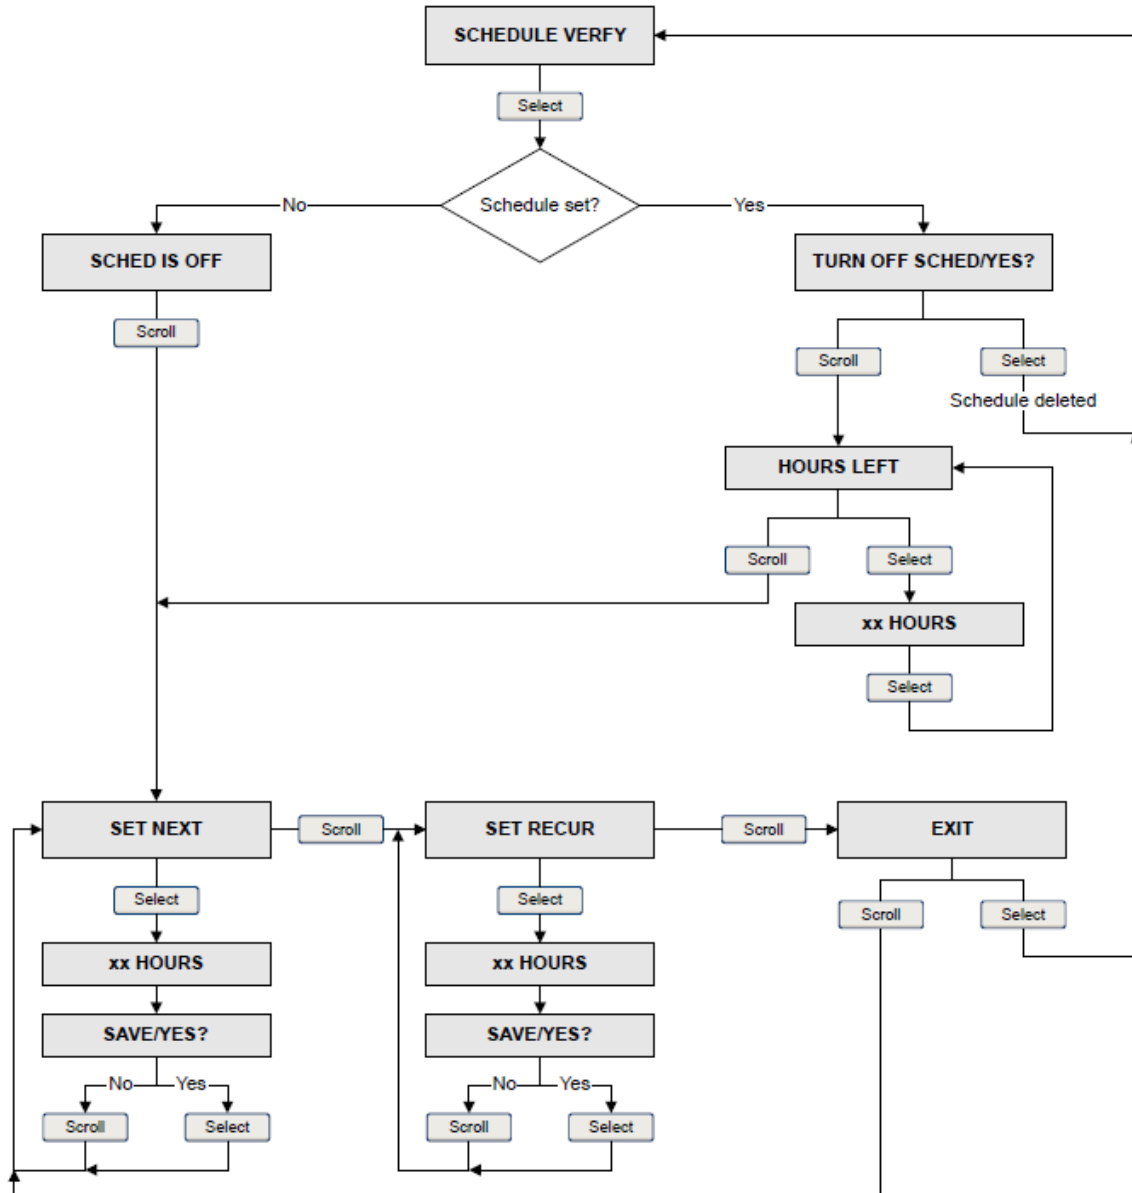 SCHEDULE VERFY
Select
Schedule set?
No
Yes
SCHED IS OFF
TURN OFF SCHED/YES?
Scroll
Scroll
Select
Schedule deleted
HOURS LEFT
Scroll
Select
xx HOURS
Select
SET NEXT
Scroll
SET RECUR
Scroll
EXIT
Select
Select
Scroll
Select
xx HOURS
xx HOURS
SAVE/YES?
SAVE/YES?
No
Yes
No
Yes
Scroll
Select
Scroll
Select